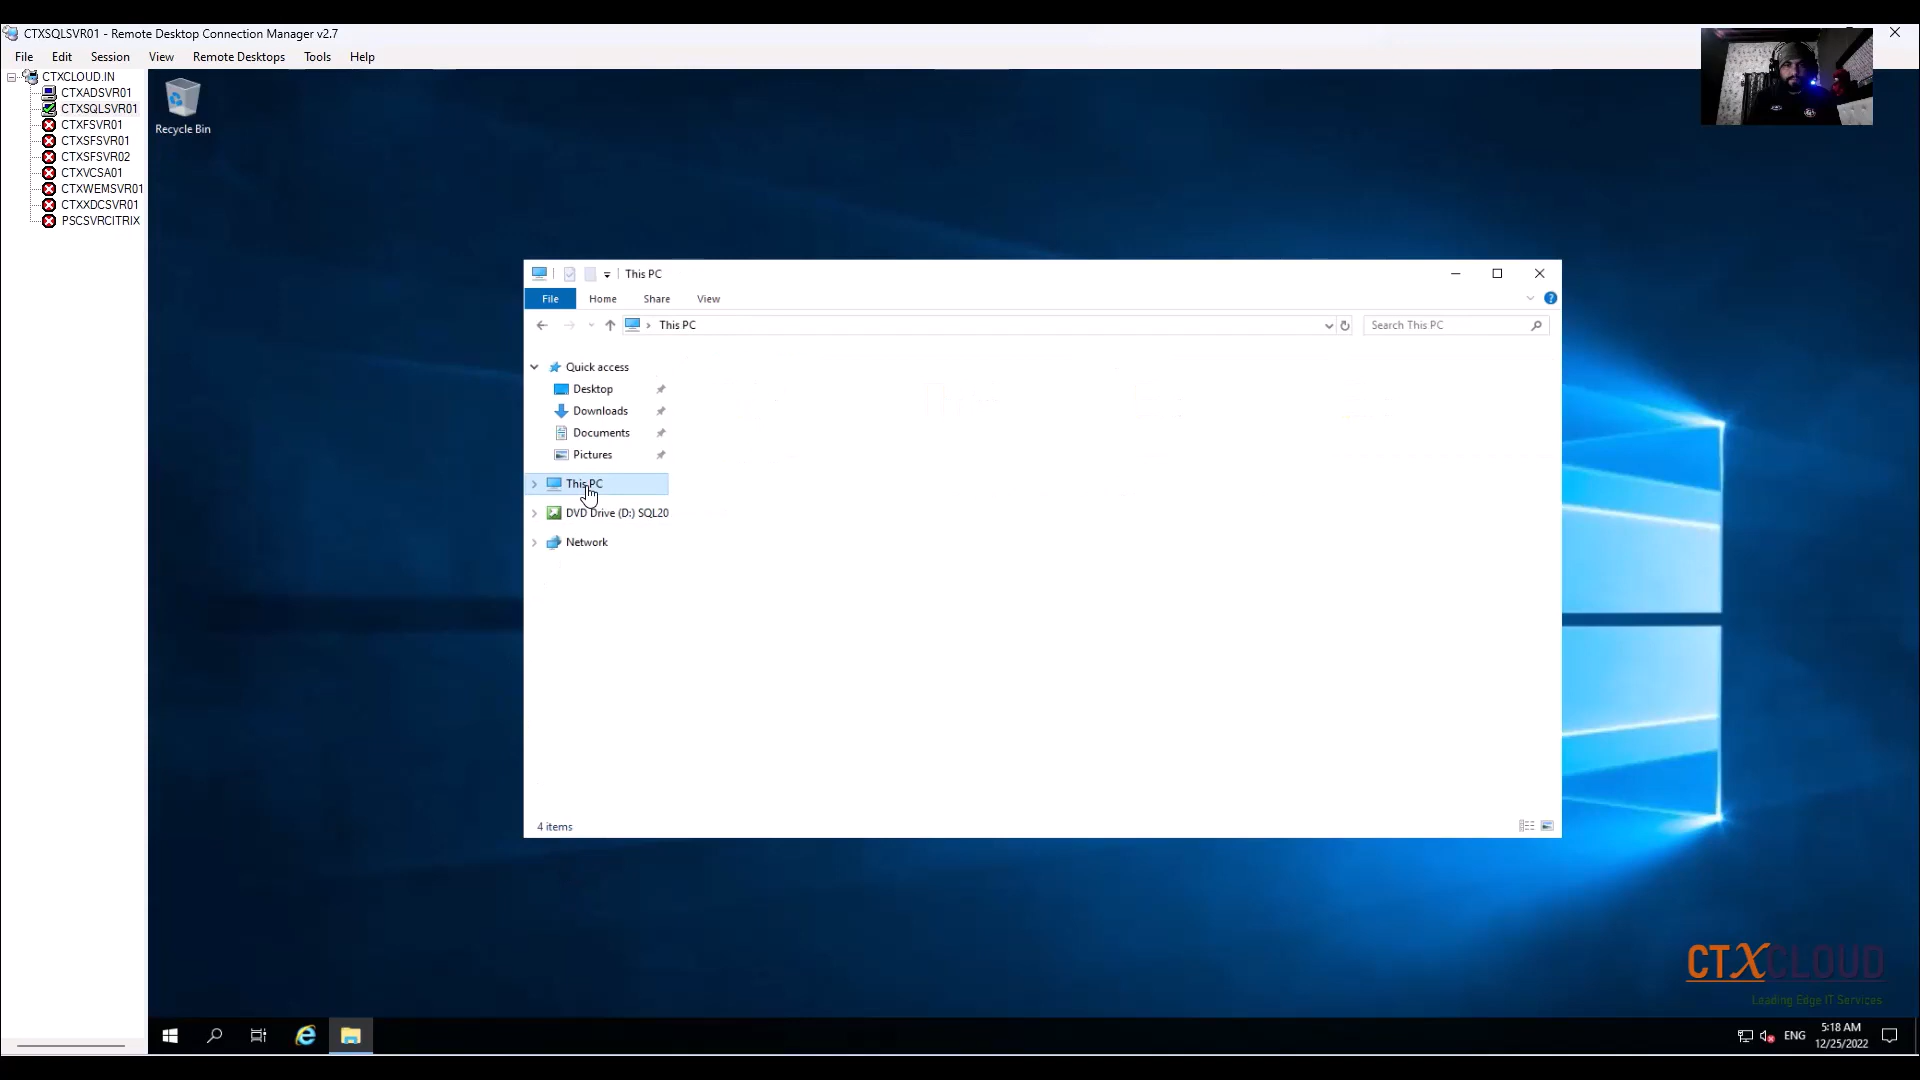 CTXSQLSVR01 - Remote Desktop Connection Manager v2.7
File Edit Session View Remote Desktops Tools Help
CTXCLOUD.IN
CTXADSVR01
CTXSQLSVR01
CTXFSVR01
CTXSFSVR01
CTXSFSVR02
CTXVCSA01
CTXWEMSVR01
CTXXDCSVR01
PSCSVRCITRIX
Recycle Bin
This PC
File Home Share View
This PC
Search This PC
Quick access
Desktop
Downloads
Documents
Pictures
This PC
DVD Drive (D:) SQL20
Network
4 items
CTXCLOUD
Leading Edge IT Services
ENG
5:18 AM
12/25/2022